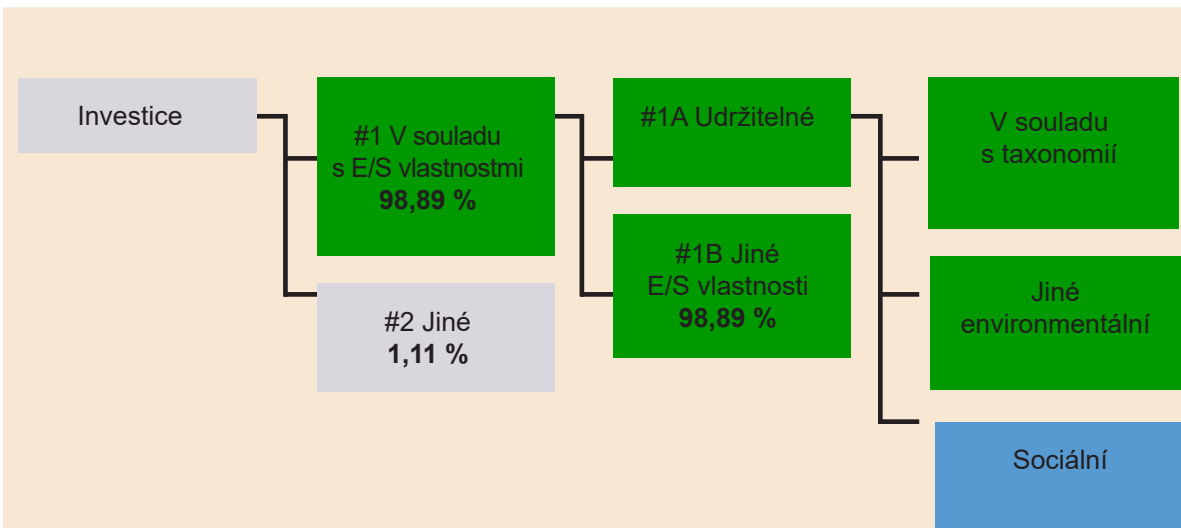 Investice
#1 V souladu
s E/S vlastnostmi
98,89 %
#2 Jiné
1,11 %
#1A Udržitelné
#1B Jiné
E/S vlastnosti
98,89 %
V souladu
s taxonomií
Jiné
environmentální
Sociální